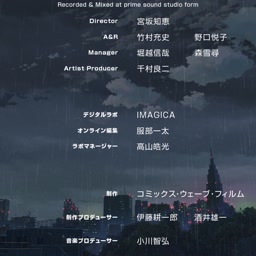 Recorded & Mixed at prime sound studio form
Director 宮坂知恵
A&R 竹村充史 野口悦子
Manager 堀越信哉 森雪尋
Artist Producer 千村良二
デジタルラボ IMAGICA
オンライン編集 服部一太
ラボマネージャー 高山皓光
制作 コミックス・ウェーブ・フィルム
制作プロデューサー 伊藤耕一郎 酒井雄一
音楽プロデューサー 小川智弘